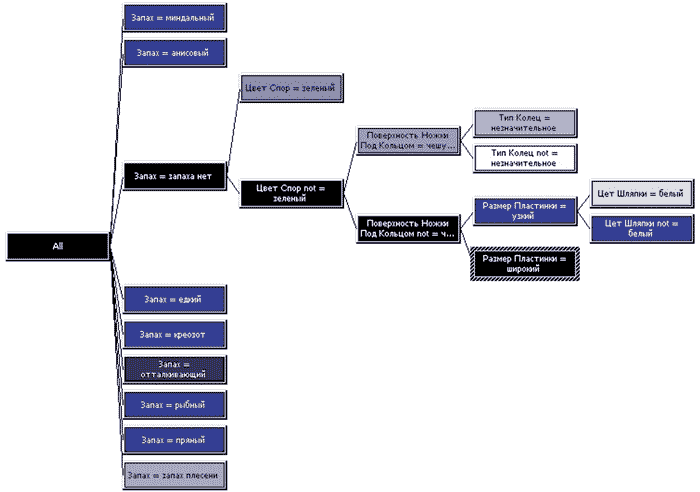 Запах = миндальный
Запах = анисовый
Цвет Спор = зеленый
Тип Колец =
незначительное
Поверхность Ножки
Под Кольцом = чешу...
Тип Колец not =
незначительное
Запах = запаха нет
Цвет Спор not =
зеленый
Цет Шляпки = белый
Размер Пластинки =
узкий
Поверхность Ножки
Под Кольцом not = ч...
Цет Шляпки not =
белый
All
Размер Пластинки =
широкий
Запах = едкий
Запах = креозот
Запах =
отталкивающий
Запах = рыбный
Запах = пряный
Запах = запах плесени